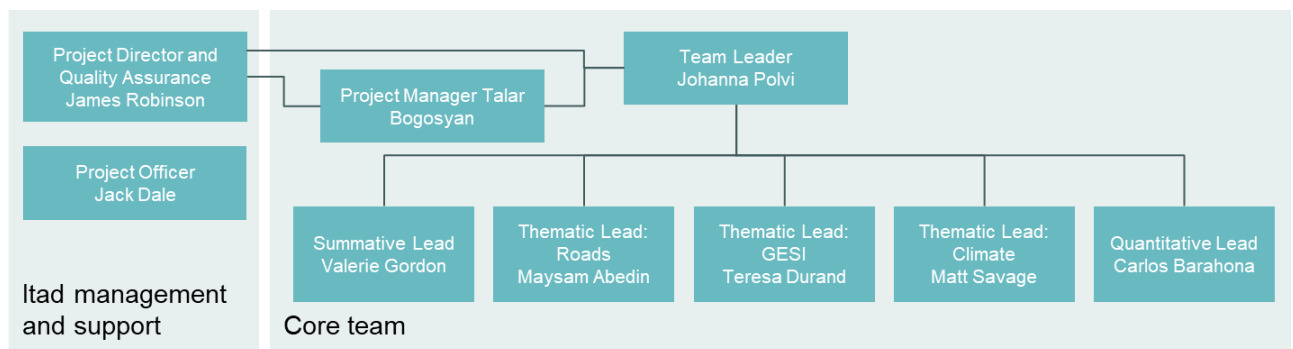 Project Director and
Quality Assurance
James Robinson
Project Officer
Jack Dale
Itad management
and support
Team Leader
Johanna Polvi
Project Manager Talar
Bogosyan
Summative Lead
Valerie Gordon
Thematic Lead:
Roads
Maysam Abedin
Thematic Lead:
GESI
Teresa Durand
Thematic Lead:
Climate
Matt Savage
Quantitative Lead
Carlos Barahona
Core team